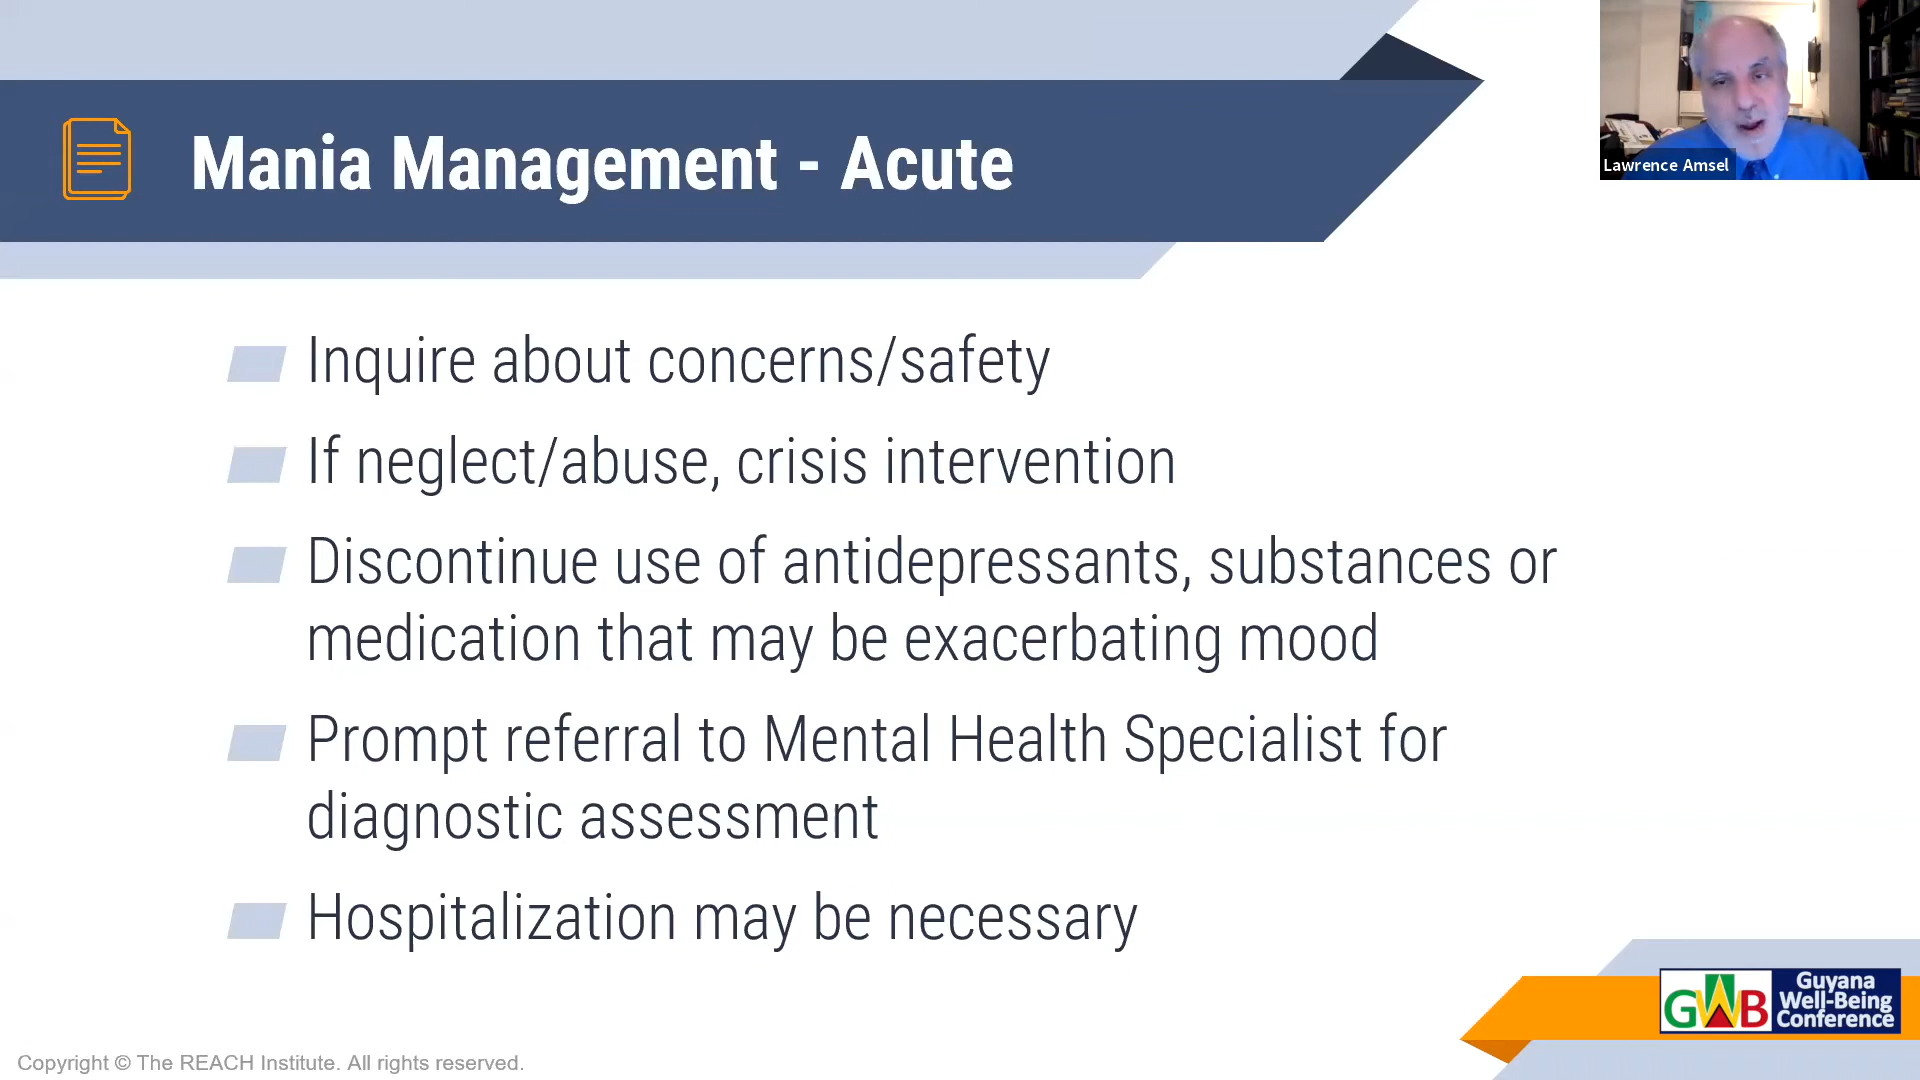 Mania Management - Acute
Lawrence Amsel
Inquire about concerns/safety
If neglect/abuse, crisis intervention
Discontinue use of antidepressants, substances or
medication that may be exacerbating mood
Prompt referral to Mental Health Specialist for
diagnostic assessment
Hospitalization may be necessary
GWB
Guyana
Well-Being
Conference
Copyright © The REACH Institute. All rights reserved.